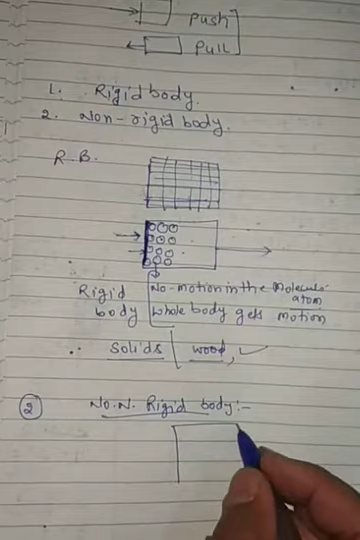 Push
Pull
1. Rigid body.
2. Non-rigid body.
R.B.
Rigid body
No-motion in the Molecule
atom
whole body gets motion
∴ Solids
wood,
2 No.N. Rigid body:-